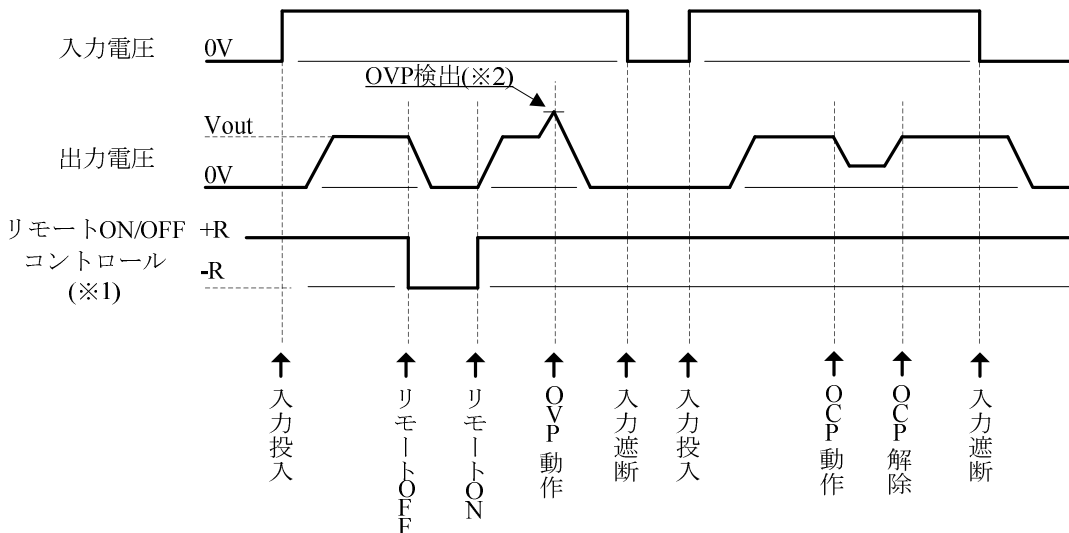 入力電圧 0V
OVP検出(※2)
Vout
出力電圧
0V
リモートON/OFF +R
コントロール
-R
(※1)
入力投入
リモートOFF
リモートON
OVP動作
入力遮断
入力投入
OCP動作
OCP解除
入力遮断